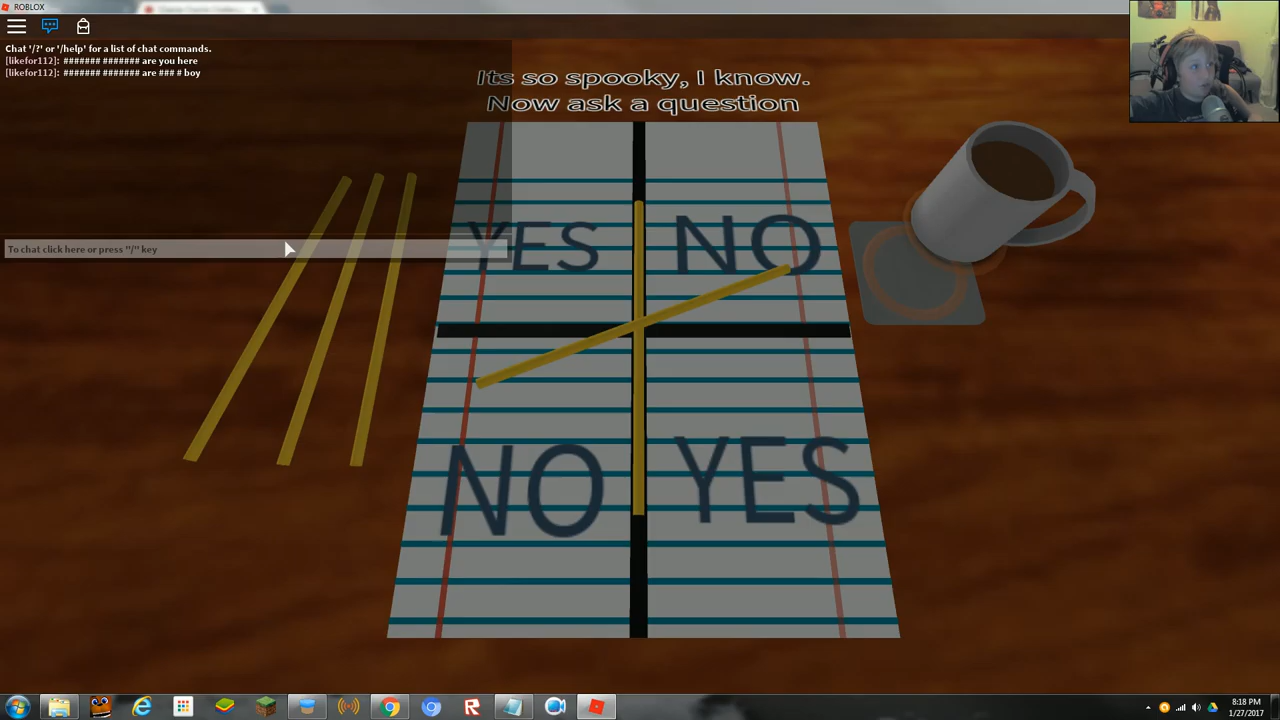 ROBLOX
Chat '/?' or '/help' for a list of chat commands.
[likefor112]: ####### ####### are you here
[likefor112]: ####### ####### are ### # boy
Its so spooky, I know.
Now ask a question
To chat click here or press "/" key
YES NO
NO YES
8:18 PM
1/27/2017